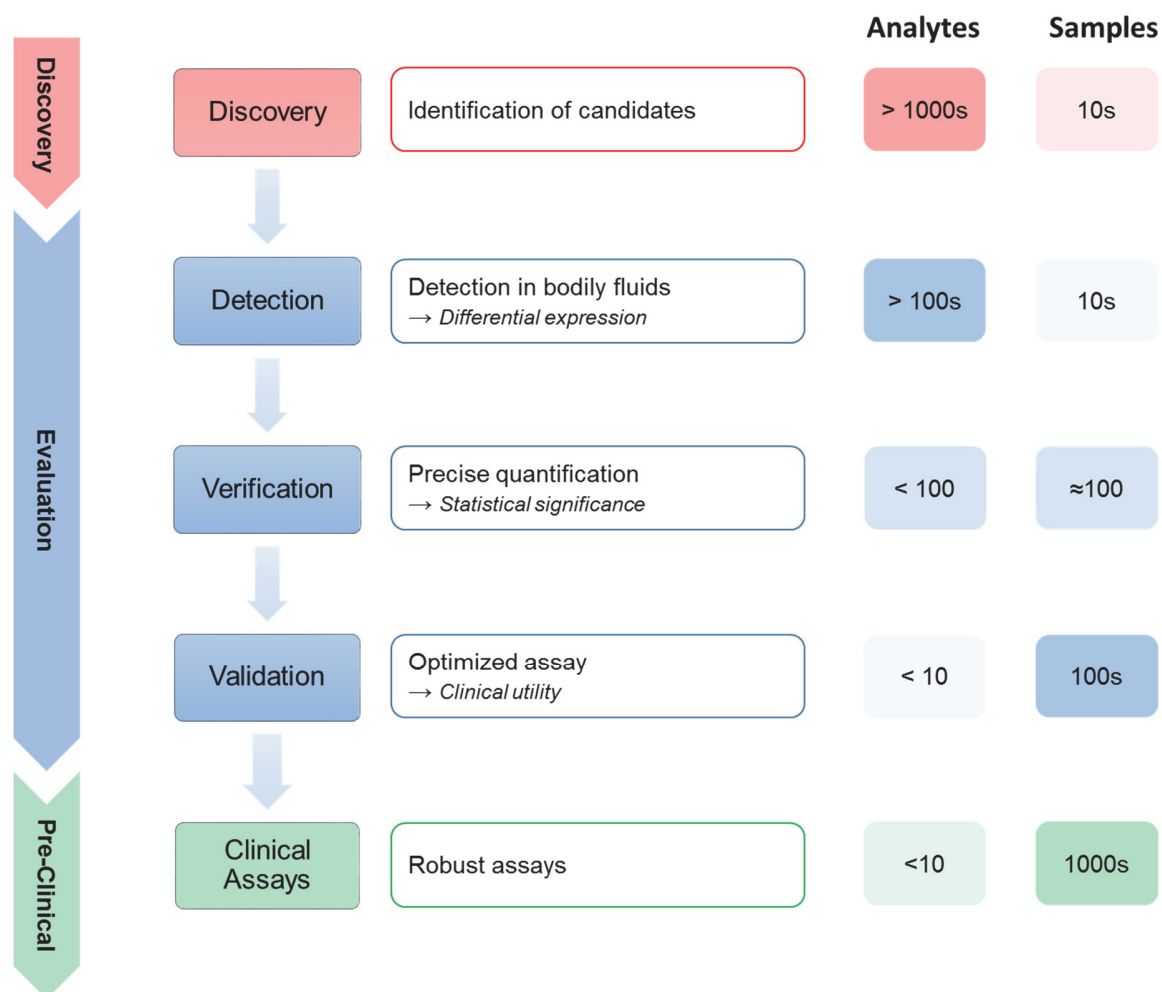 Analytes Samples
Discovery
Discovery
Identification of candidates
> 1000s
10s
Evaluation
Detection
Detection in bodily fluids
→ Differential expression
> 100s
10s
Verification
Precise quantification
→ Statistical significance
< 100
≈100
Validation
Optimized assay
→ Clinical utility
< 10
100s
Pre-Clinical
Clinical
Assays
Robust assays
<10
1000s